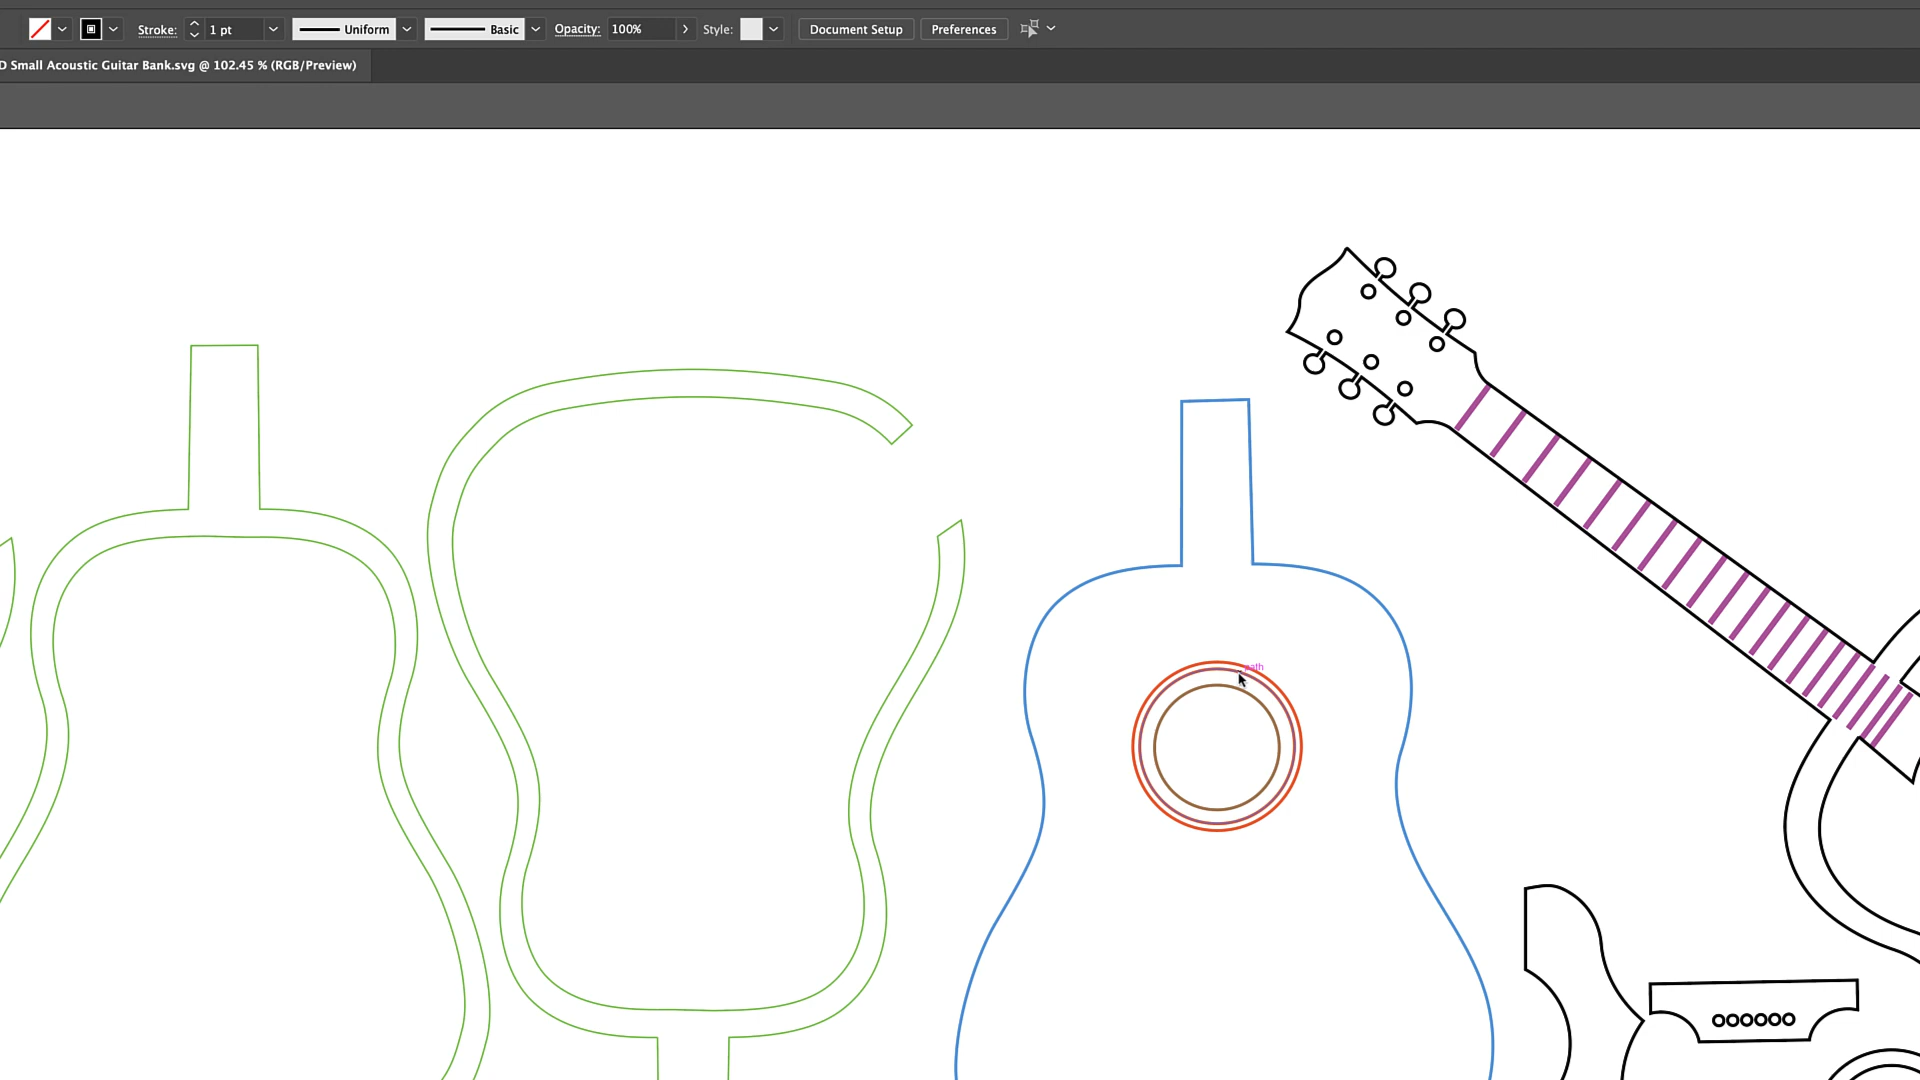 Stroke: 1 pt Uniform Basic Opacity: 100% Style: Document Setup Preferences
D Small Acoustic Guitar Bank.svg @ 102.45 % (RGB/Preview)
path